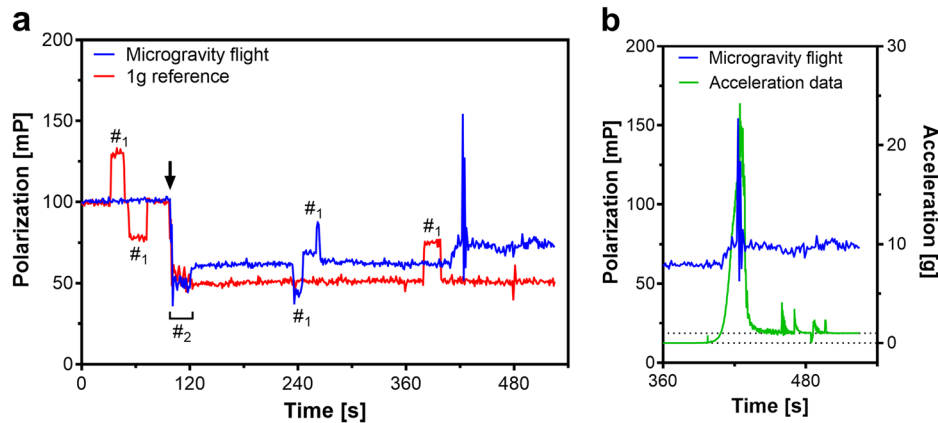 a
200
150
100
50
0
Polarization [mP]
Microgravity flight
1g reference
#1
#1
#2
#1
#1
#1
0
120
240
360
480
Time [s]
b
200
150
100
50
0
Polarization [mP]
Microgravity flight
Acceleration data
30
20
10
0
Acceleration [g]
360
480
Time [s]